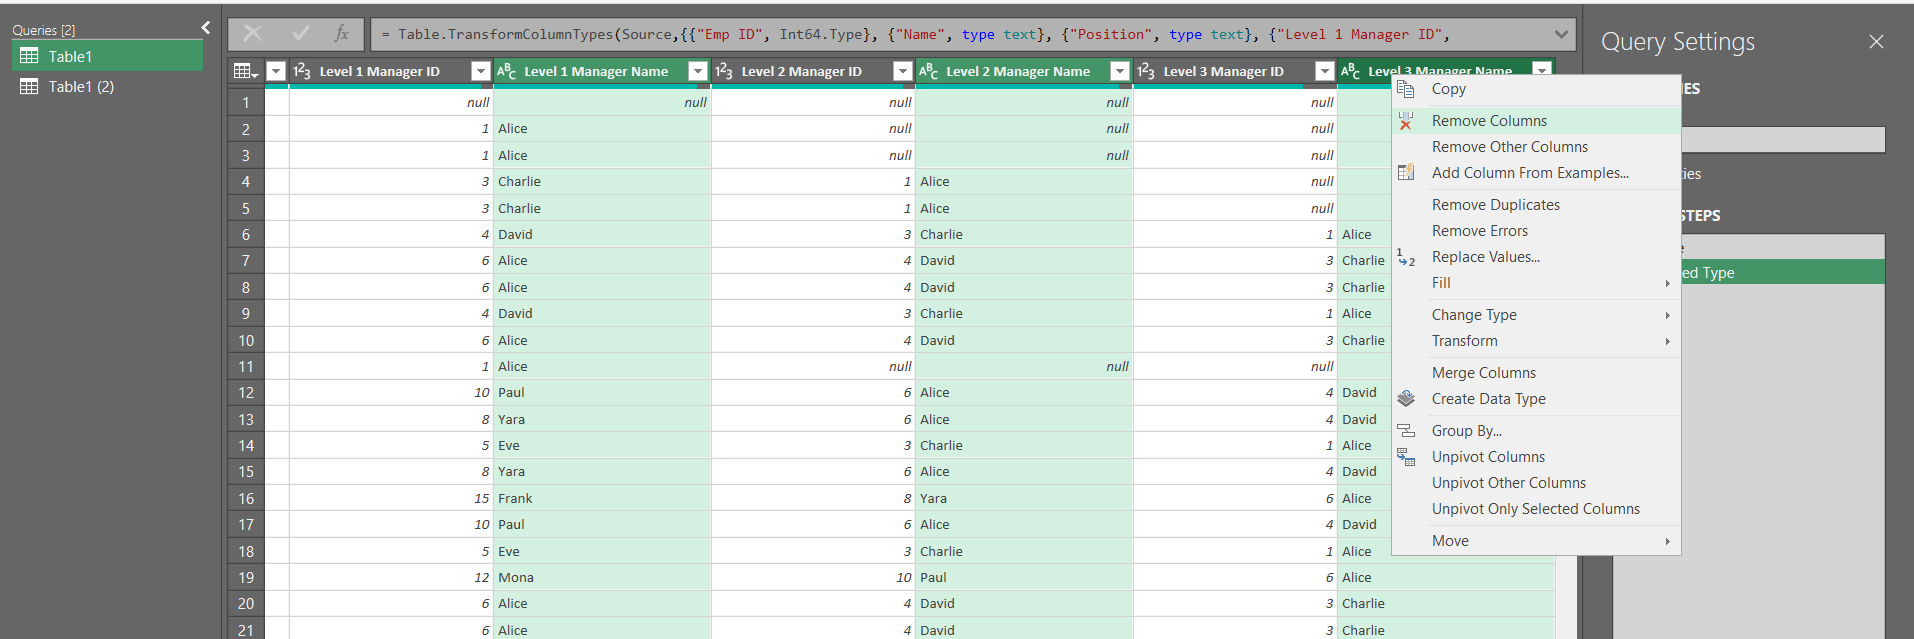 Queries [2]
Table1
Table1 (2)
fx
= Table.TransformColumnTypes(Source,{{"Emp ID", Int64.Type}, {"Name", type text}, {"Position", type text}, {"Level 1 Manager ID",
Query Settings
1²3 Level 1 Manager ID ABC Level 1 Manager Name 1²3 Level 2 Manager ID ABC Level 2 Manager Name 1²3 Level 3 Manager ID ABC Level 3 Manager Name
1 null null null null null
2 1 Alice null null null
3 1 Alice null null null
4 3 Charlie 1 Alice null
5 3 Charlie 1 Alice null
6 4 David 3 Charlie 1 Alice
7 6 Alice 4 David 3 Charlie
8 6 Alice 4 David 3 Charlie
9 4 David 3 Charlie 1 Alice
10 6 Alice 4 David 3 Charlie
11 1 Alice null null null
12 10 Paul 6 Alice 4 David
13 8 Yara 6 Alice 4 David
14 5 Eve 3 Charlie 1 Alice
15 8 Yara 6 Alice 4 David
16 15 Frank 8 Yara 6 Alice
17 10 Paul 6 Alice 4 David
18 5 Eve 3 Charlie 1 Alice
19 12 Mona 10 Paul 6 Alice
20 6 Alice 4 David 3 Charlie
21 6 Alice 4 David 3 Charlie
Copy
Remove Columns
Remove Other Columns
Add Column From Examples...
Remove Duplicates
Remove Errors
Replace Values...
Fill
Change Type
Transform
Merge Columns
Create Data Type
Group By...
Unpivot Columns
Unpivot Other Columns
Unpivot Only Selected Columns
Move
IES
ties
STEPS
ed Type